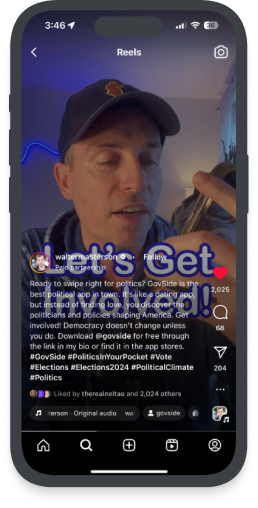 3:46
36
Reels
Let's Get
waltermasterson • Follow
Paid partnership
Ready to swipe right for politics? GovSide is the
best political app in town. It's like a dating app,
but instead of finding love, you discover the
politicians and policies shaping America. Get
involved! Democracy doesn't change unless
you do. Download @govside for free through
the link in my bio or find it in the app stores.
#GovSide #PoliticsInYourPocket #Vote
#Elections #Elections2024 #PoliticalClimate
#Politics
2,025
68
204
Liked by therealneltao and 2,024 others
terson · Original audio wa
govside